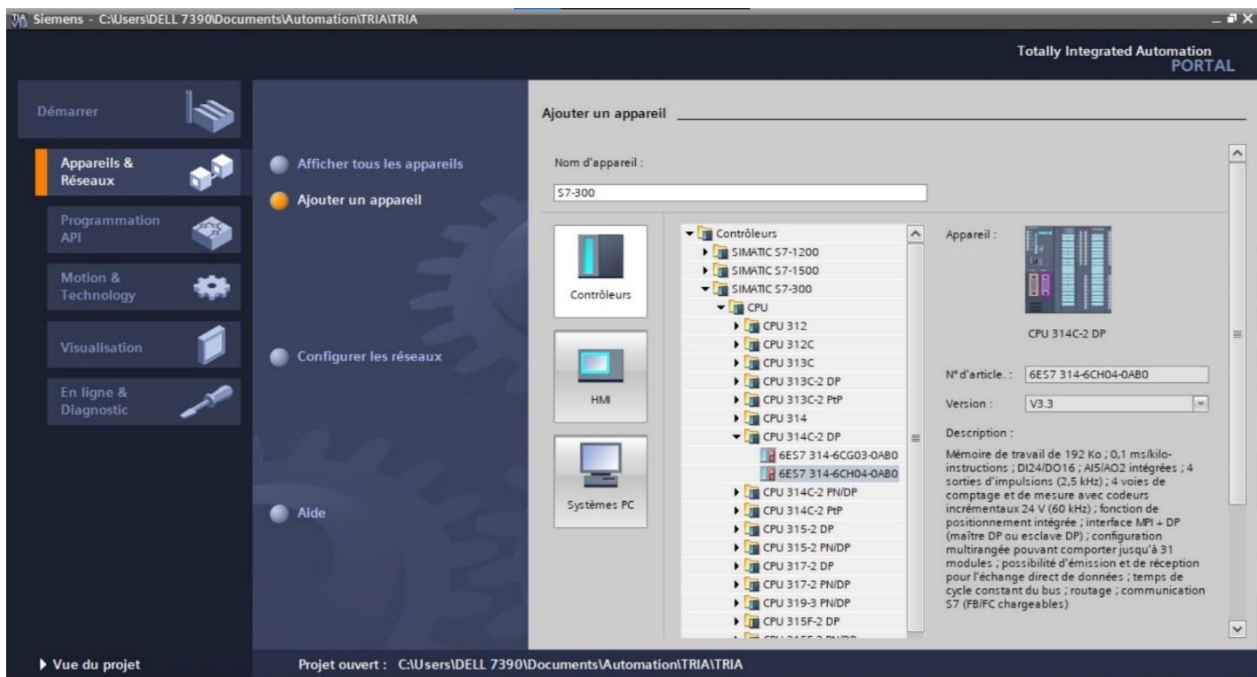 Siemens - C:\Users\DELL 7390\Documents\Automation\TRIA\TRIA
Totally Integrated Automation
PORTAL
Démarrer
Appareils &
Réseaux
Programmation
API
Motion &
Technology
Visualisation
En ligne &
Diagnostic
Afficher tous les appareils
Ajouter un appareil
Configurer les réseaux
Aide
Ajouter un appareil
Nom d'appareil :
S7-300
Contrôleurs
HMI
Systèmes PC
Contrôleurs
SIMATIC S7-1200
SIMATIC S7-1500
SIMATIC S7-300
CPU
CPU 312
CPU 312C
CPU 313C
CPU 313C-2 DP
CPU 313C-2 PtP
CPU 314
CPU 314C-2 DP
6ES7 314-6CG03-0AB0
6ES7 314-6CH04-0AB0
CPU 314C-2 PN/DP
CPU 314C-2 PtP
CPU 315-2 DP
CPU 315-2 PN/DP
CPU 317-2 DP
CPU 317-2 PN/DP
CPU 319-3 PN/DP
CPU 315F-2 DP
Appareil :
CPU 314C-2 DP
N° d'article. :
6ES7 314-6CH04-0AB0
Version :
V3.3
Description :
Mémoire de travail de 192 Ko ; 0,1 ms/kilo-
instructions ; DI24/DO16 ; AI5/AO2 intégrées ; 4
sorties d'impulsions (2,5 kHz) ; 4 voies de
comptage et de mesure avec codeurs
incrémentaux 24 V (60 kHz) ; fonction de
positionnement intégrée ; interface MPI + DP
(maître DP ou esclave DP) ; configuration
multirangée pouvant comporter jusqu'à 31
modules ; possibilité d'émission et de réception
pour l'échange direct de données ; temps de
cycle constant du bus ; routage ; communication
S7 (FB/FC chargeables)
Vue du projet
Projet ouvert : C:\Users\DELL 7390\Documents\Automation\TRIA\TRIA